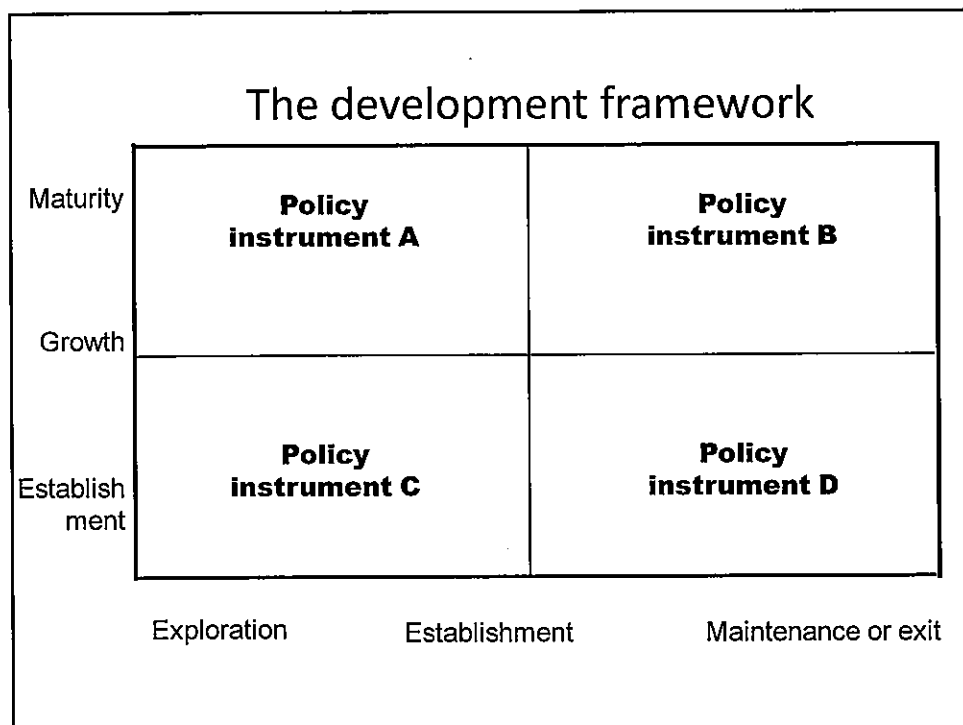 The development framework
Maturity
Policy
instrument A
Policy
instrument B
Growth
Policy
instrument C
Policy
instrument D
Establish
ment
Exploration
Establishment
Maintenance or exit